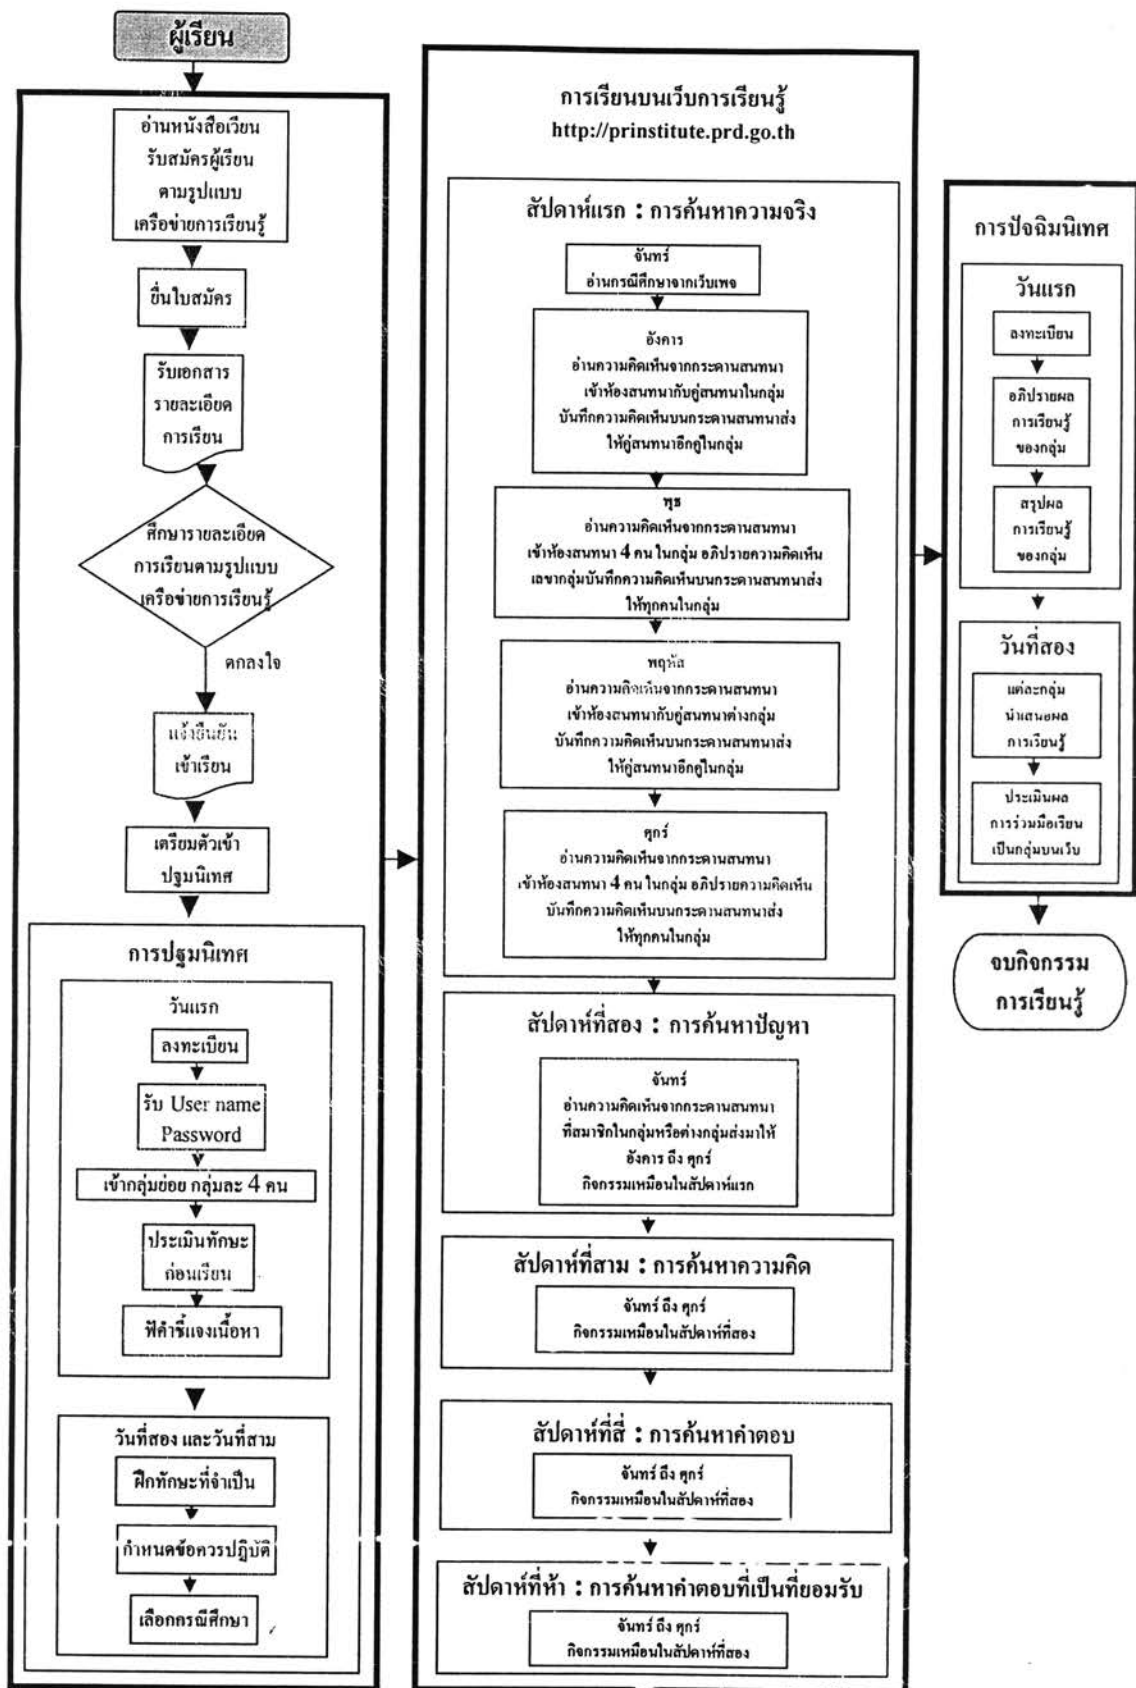 ผู้เรียน
อ่านหนังสือเวียน
รับสมัครผู้เรียน
ตามรูปแบบ
เครือข่ายการเรียนรู้
ยื่นใบสมัคร
รับเอกสาร
รายละเอียด
การเรียน
ศึกษารายละเอียด
การเรียนตามรูปแบบ
เครือข่ายการเรียนรู้
ตกลงใจ
แจ้งยืนยัน
เข้าเรียน
เตรียมตัวเข้า
ปฐมนิเทศ
การปฐมนิเทศ
วันแรก
ลงทะเบียน
รับ User name
Password
เข้ากลุ่มย่อย กลุ่มละ 4 คน
ประเมินทักษะ
ก่อนเรียน
ฟังคำชี้แจงเนื้อหา
วันที่สอง และวันที่สาม
ฝึกทักษะที่จำเป็น
กำหนดข้อควรปฏิบัติ
เลือกกรณีศึกษา
การเรียนบนเว็บการเรียนรู้
http://prinstitute.prd.go.th
สัปดาห์แรก : การค้นหาความจริง
จันทร์
อ่านกรณีศึกษาจากเว็บเพจ
อังคาร
อ่านความคิดเห็นจากกระดานสนทนา
เข้าห้องสนทนากับคู่สนทนาในกลุ่ม
บันทึกความคิดเห็นบนกระดานสนทนาส่ง
ให้คู่สนทนาอีกคู่ในกลุ่ม
พุธ
อ่านความคิดเห็นจากกระดานสนทนา
เข้าห้องสนทนา 4 คน ในกลุ่ม อภิปรายความคิดเห็น
เลขากลุ่มบันทึกความคิดเห็นบนกระดานสนทนาส่ง
ให้ทุกคนในกลุ่ม
พฤหัส
อ่านความคิดเห็นจากกระดานสนทนา
เข้าห้องสนทนากับคู่สนทนาต่างกลุ่ม
บันทึกความคิดเห็นบนกระดานสนทนาส่ง
ให้คู่สนทนาอีกคู่ในกลุ่ม
ศุกร์
อ่านความคิดเห็นจากกระดานสนทนา
เข้าห้องสนทนา 4 คน ในกลุ่ม อภิปรายความคิดเห็น
บันทึกความคิดเห็นบนกระดานสนทนาส่ง
ให้ทุกคนในกลุ่ม
สัปดาห์ที่สอง : การค้นหาปัญหา
จันทร์
อ่านความคิดเห็นจากกระดานสนทนา
ที่สมาชิกในกลุ่มหรือต่างกลุ่มส่งมาให้
อังคาร ถึง ศุกร์
กิจกรรมเหมือนในสัปดาห์แรก
สัปดาห์ที่สาม : การค้นหาความคิด
จันทร์ ถึง ศุกร์
กิจกรรมเหมือนในสัปดาห์ที่สอง
สัปดาห์ที่สี่ : การค้นหาคำตอบ
จันทร์ ถึง ศุกร์
กิจกรรมเหมือนในสัปดาห์ที่สอง
สัปดาห์ที่ห้า : การค้นหาคำตอบที่เป็นที่ยอมรับ
จันทร์ ถึง ศุกร์
กิจกรรมเหมือนในสัปดาห์ที่สอง
การปัจฉิมนิเทศ
วันแรก
ลงทะเบียน
อภิปรายผล
การเรียนรู้
ของกลุ่ม
สรุปผล
การเรียนรู้
ของกลุ่ม
วันที่สอง
แต่ละกลุ่ม
นำเสนอผล
การเรียนรู้
ประเมินผล
การร่วมมือเรียน
เป็นกลุ่มบนเว็บ
จบกิจกรรม
การเรียนรู้